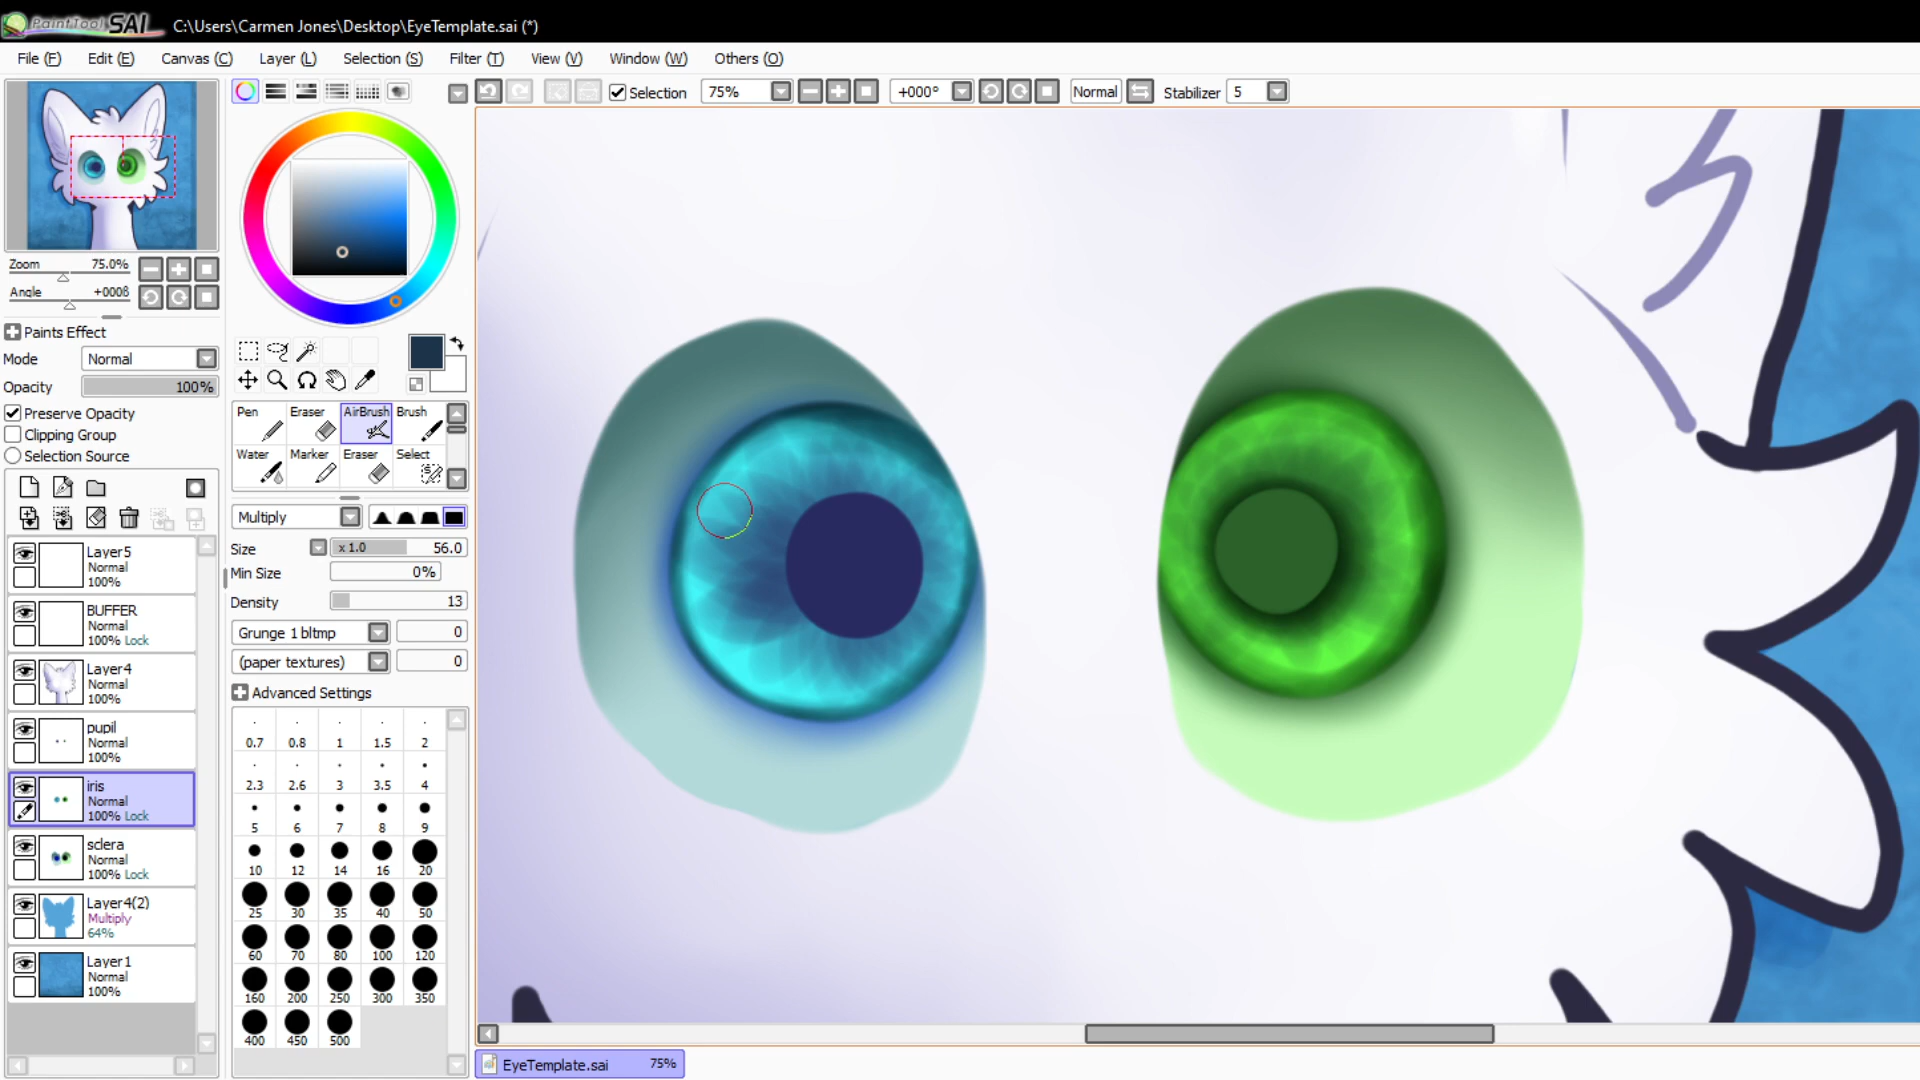 PaintTool SAI C:\Users\Carmen Jones\Desktop\EyeTemplate.sai (*)
File (F) Edit (E) Canvas (C) Layer (L) Selection (S) Filter (T) View (V) Window (W) Others (O)
Selection 75% +000° Normal Stabilizer 5
Zoom 75.0%
Angle +000ß
Paints Effect
Mode Normal
Opacity 100%
Preserve Opacity
Clipping Group
Selection Source
Layer5
Normal
100%
BUFFER
Normal
100% Lock
Layer4
Normal
100%
pupil
Normal
100%
iris
Normal
100% Lock
sclera
Normal
100% Lock
Layer4(2)
Multiply
64%
Layer1
Normal
100%
Pen Eraser AirBrush Brush
Water Marker Eraser Select
Multiply
Size x 1.0 56.0
Min Size 0%
Density 13
Grunge 1 bltmp 0
(paper textures) 0
Advanced Settings
0.7 0.8 1 1.5 2
2.3 2.6 3 3.5 4
5 6 7 8 9
10 12 14 16 20
25 30 35 40 50
60 70 80 100 120
160 200 250 300 350
400 450 500
EyeTemplate.sai 75%